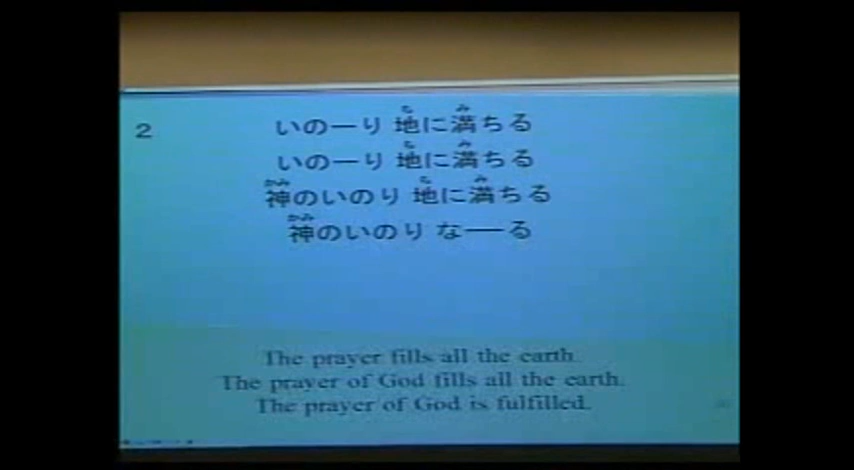 2
いのーり 地に満ちる
いのーり 地に満ちる
神のいのり 地に満ちる
神のいのり なーーる
The prayer fills all the earth.
The prayer of God fills all the earth.
The prayer of God is fulfilled.